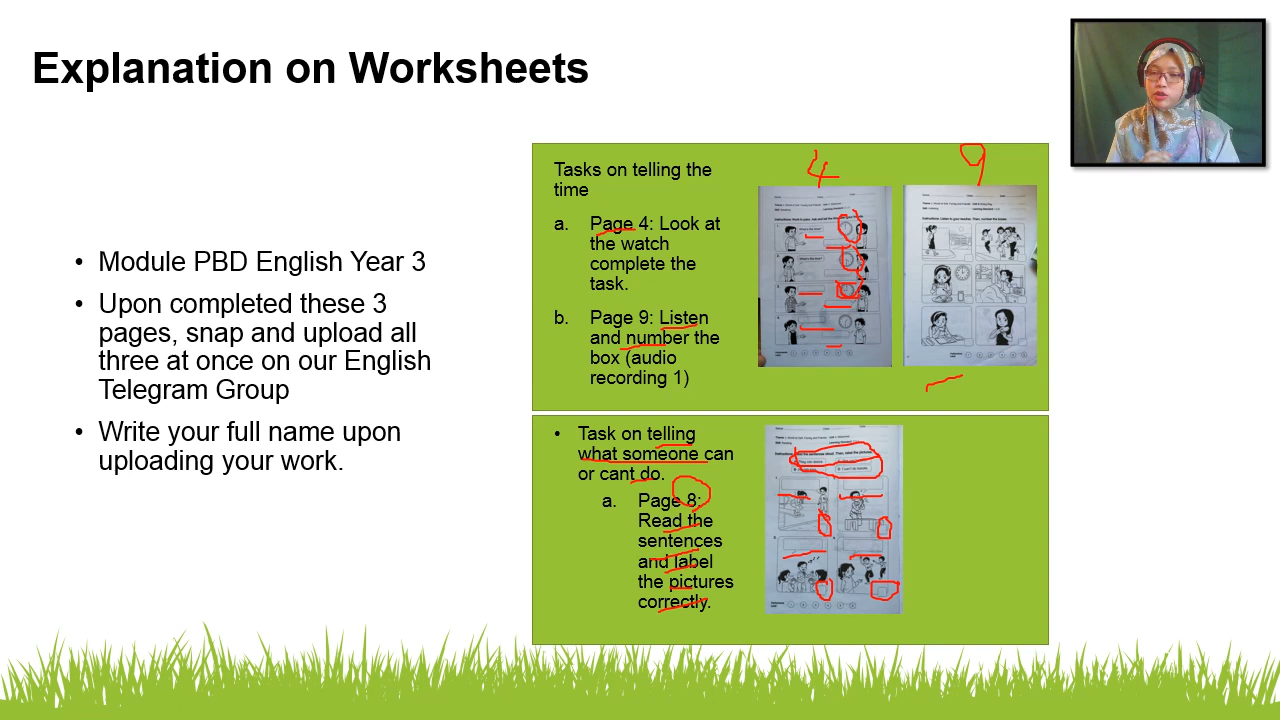 Explanation on Worksheets
• Module PBD English Year 3
• Upon completed these 3
pages, snap and upload all
three at once on our English
Telegram Group
• Write your full name upon
uploading your work.
Tasks on telling the
time
a. Page 4: Look at
the watch
complete the
task.
b. Page 9: Listen
and number the
box (audio
recording 1)
4
9
• Task on telling
what someone can
or cant do.
a. Page 8:
Read the
sentences
and label
the pictures
correctly.